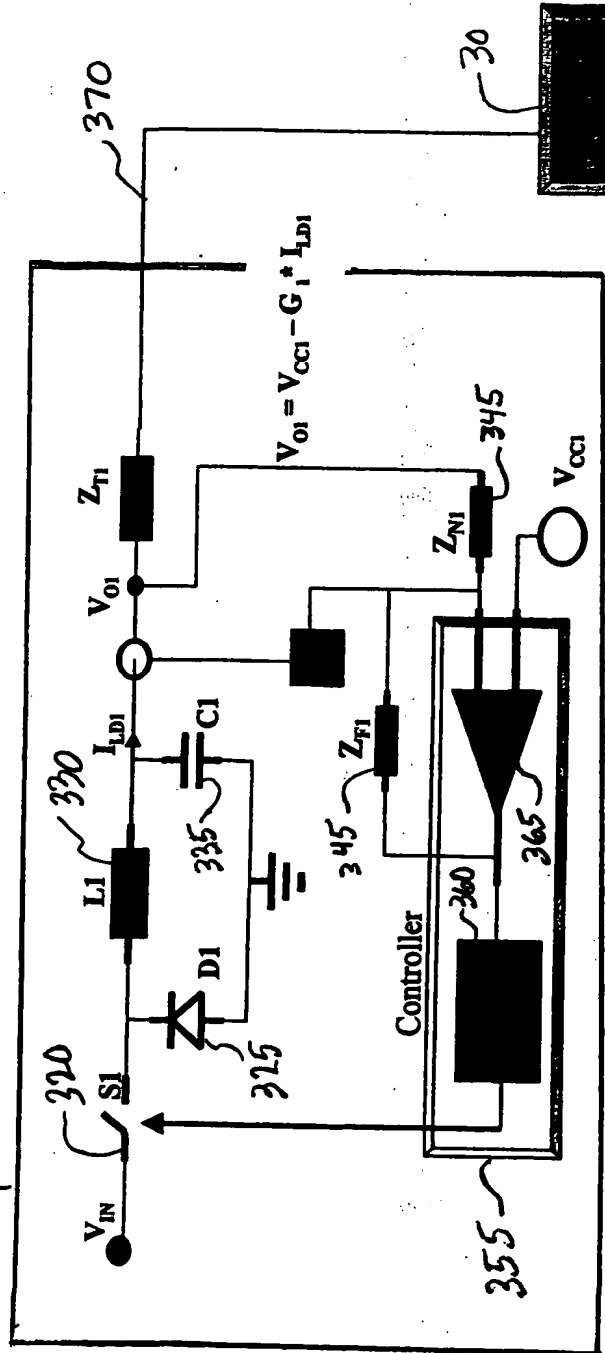 370
30
V_O1 = V_CC1 – G_1 * I_LD1
Z_T1
V_O1
I_LD1
330
L1
C1
335
D1
325
320
S1
V_IN
Z_N1
345
Z_F1
345
V_CC1
365
360
Controller
355